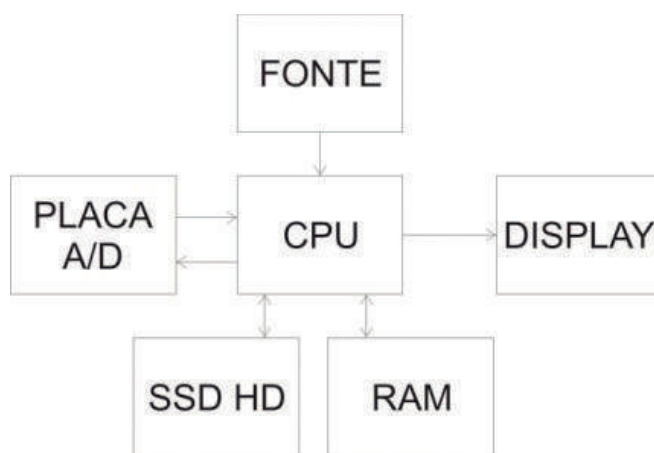 FONTE
PLACA
A/D
CPU
DISPLAY
SSD HD
RAM